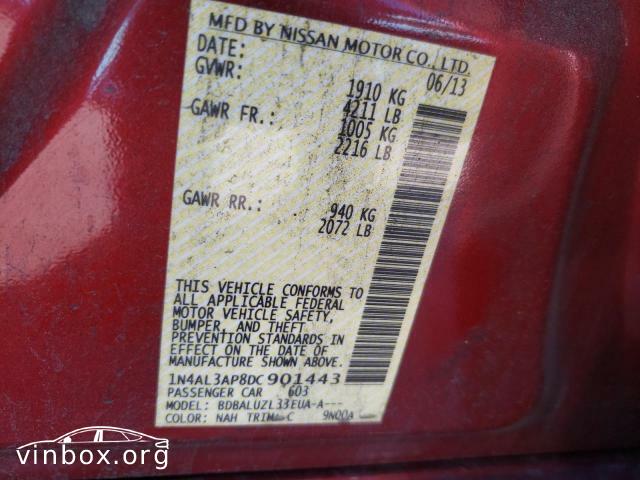 MFD BY NISSAN MOTOR CO., LTD.
DATE: 06/13
GVWR: 1910 KG
4211 LB
GAWR FR.: 1005 KG
2216 LB
GAWR RR.: 940 KG
2072 LB
THIS VEHICLE CONFORMS TO
ALL APPLICABLE FEDERAL
MOTOR VEHICLE SAFETY,
BUMPER, AND THEFT
PREVENTION STANDARDS IN
EFFECT ON THE DATE OF
MANUFACTURE SHOWN ABOVE.
1N4AL3AP8DC901443
PASSENGER CAR 603
MODEL: BDBALUZL33EUA-A---
COLOR: NAH TRIM: C 9N00A
vinbox.org